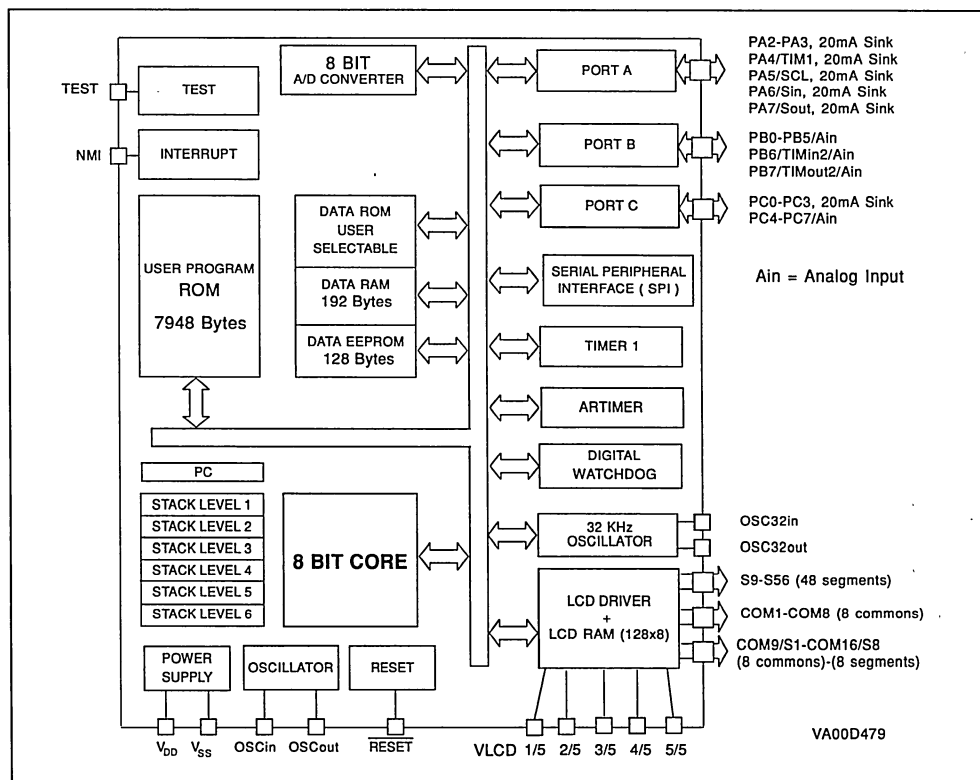 8 BIT
A/D CONVERTER
PORT A
PA2-PA3, 20mA Sink
PA4/TIM1, 20mA Sink
PA5/SCL, 20mA Sink
PA6/Sin, 20mA Sink
PA7/Sout, 20mA Sink
TEST
TEST
NMI
INTERRUPT
PORT B
PB0-PB5/Ain
PB6/TIMin2/Ain
PB7/TIMout2/Ain
PORT C
PC0-PC3, 20mA Sink
PC4-PC7/Ain
USER PROGRAM
ROM
7948 Bytes
DATA ROM
USER
SELECTABLE
DATA RAM
192 Bytes
DATA EEPROM
128 Bytes
SERIAL PERIPHERAL
INTERFACE ( SPI )
Ain = Analog Input
TIMER 1
ARTIMER
DIGITAL
WATCHDOG
PC
STACK LEVEL 1
STACK LEVEL 2
STACK LEVEL 3
STACK LEVEL 4
STACK LEVEL 5
STACK LEVEL 6
8 BIT CORE
32 KHz
OSCILLATOR
OSC32in
OSC32out
LCD DRIVER
+
LCD RAM (128x8)
S9-S56 (48 segments)
COM1-COM8 (8 commons)
COM9/S1-COM16/S8
(8 commons)-(8 segments)
POWER
SUPPLY
OSCILLATOR
RESET
VDD
VSS
OSCin
OSCout
RESET
VLCD 1/5 2/5 3/5 4/5 5/5
VA00D479